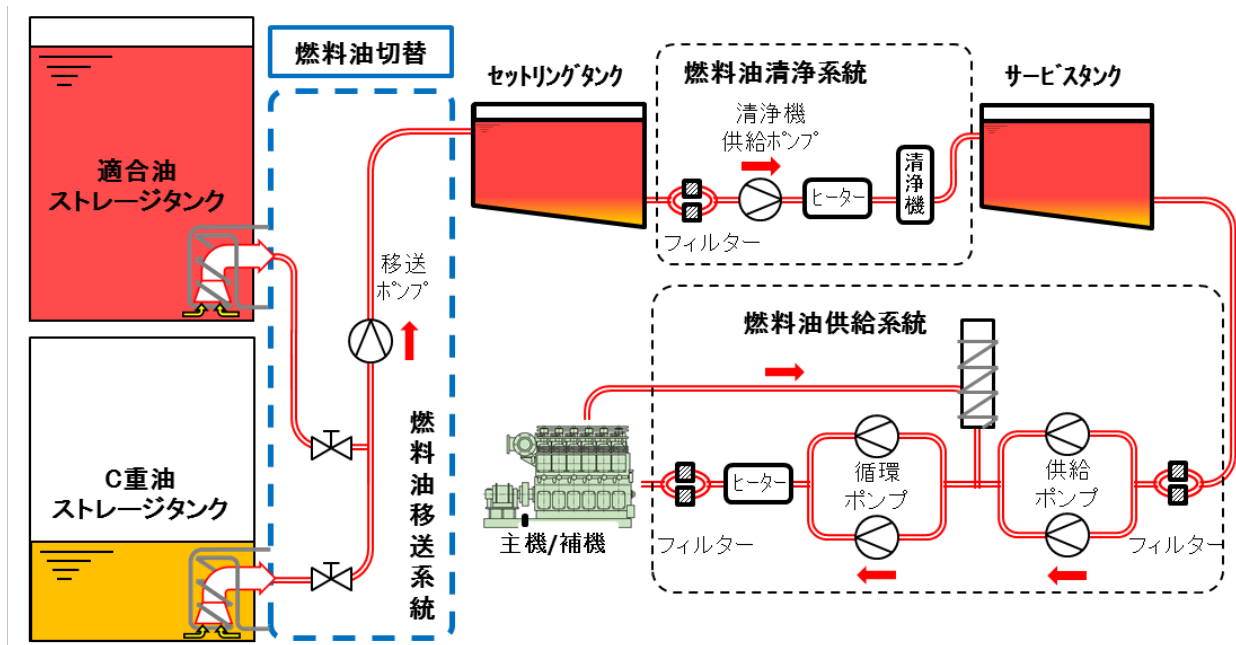 燃料油切替
適合油
ストレージタンク
C重油
ストレージタンク
移送
ﾎﾟﾝﾌﾟ
燃料油移送系統
ｾｯﾄﾘﾝｸﾞﾀﾝｸ
燃料油清浄系統
清浄機
供給ﾎﾟﾝﾌﾟ
フィルター
ﾋｰﾀｰ
清浄機
ｻｰﾋﾞｽﾀﾝｸ
燃料油供給系統
主機/補機
フィルター
ﾋｰﾀｰ
循環
ポンプ
供給
ポンプ
フィルター